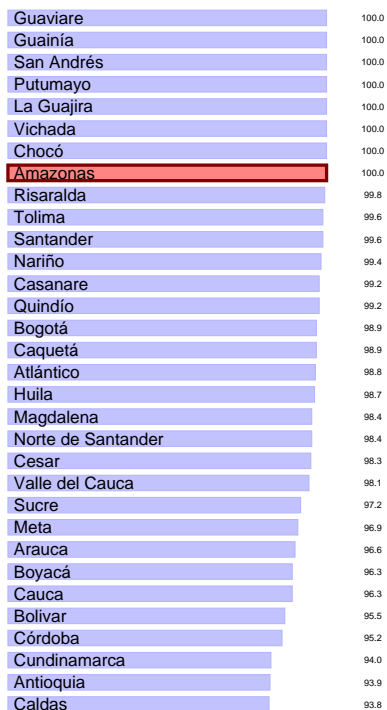 Guaviare 100.0
Guainía 100.0
San Andrés 100.0
Putumayo 100.0
La Guajira 100.0
Vichada 100.0
Chocó 100.0
Amazonas 100.0
Risaralda 99.8
Tolima 99.6
Santander 99.6
Nariño 99.4
Casanare 99.2
Quindío 99.2
Bogotá 98.9
Caquetá 98.9
Atlántico 98.8
Huila 98.7
Magdalena 98.4
Norte de Santander 98.4
Cesar 98.3
Valle del Cauca 98.1
Sucre 97.2
Meta 96.9
Arauca 96.6
Boyacá 96.3
Cauca 96.3
Bolivar 95.5
Córdoba 95.2
Cundinamarca 94.0
Antioquia 93.9
Caldas 93.8